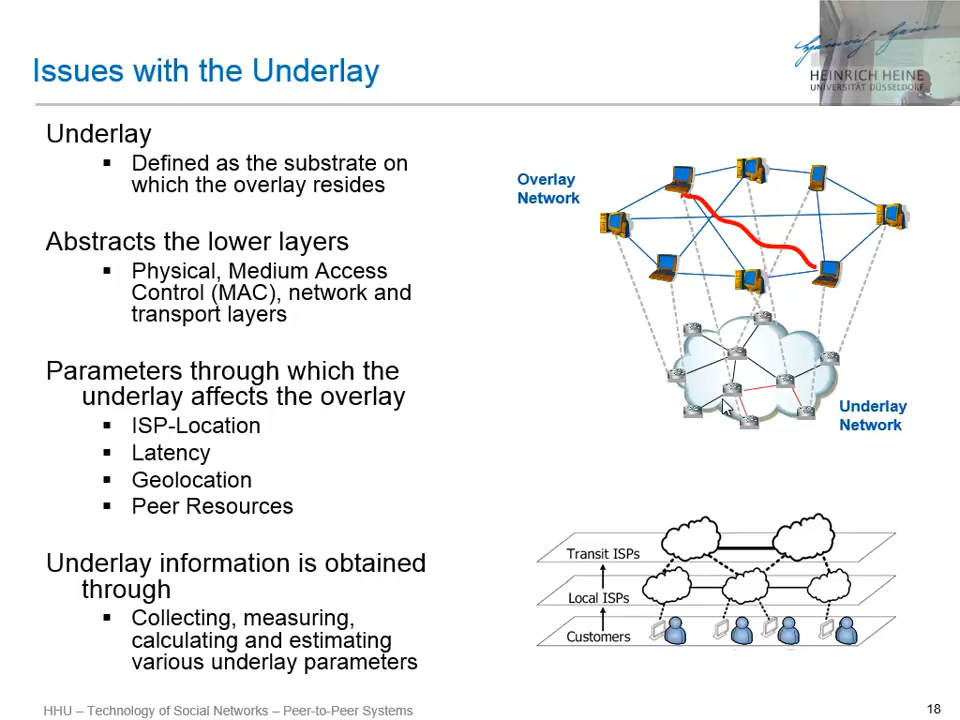 Issues with the Underlay
HEINRICH HEINE
UNIVERSITÄT DÜSSELDORF
Underlay
Defined as the substrate on
which the overlay resides
Abstracts the lower layers
Physical, Medium Access
Control (MAC), network and
transport layers
Parameters through which the
underlay affects the overlay
ISP-Location
Latency
Geolocation
Peer Resources
Underlay information is obtained
through
Collecting, measuring,
calculating and estimating
various underlay parameters
Overlay
Network
Underlay
Network
Transit ISPs
Local ISPs
Customers
HHU – Technology of Social Networks – Peer-to-Peer Systems
18